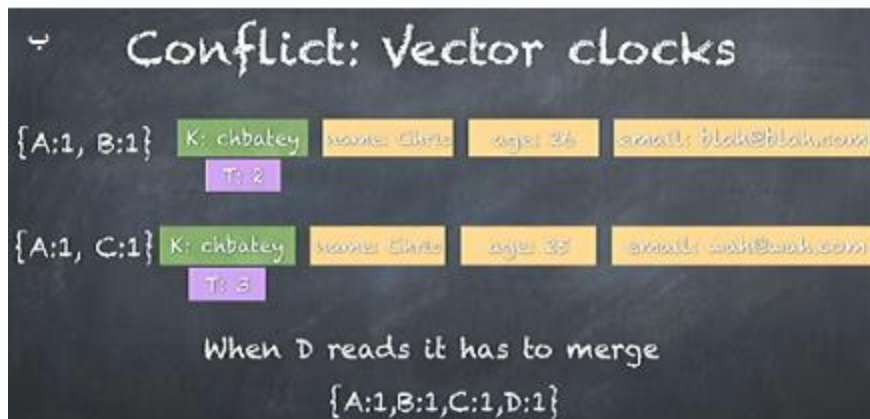 Conflict: Vector clocks
{A:1, B:1} K: chbatey name: Chris age: 26 email: blah@blah.com
T: 2
{A:1, C:1} K: chbatey name: Chris age: 25 email: wah@wah.com
T: 3
When D reads it has to merge
{A:1,B:1,C:1,D:1}